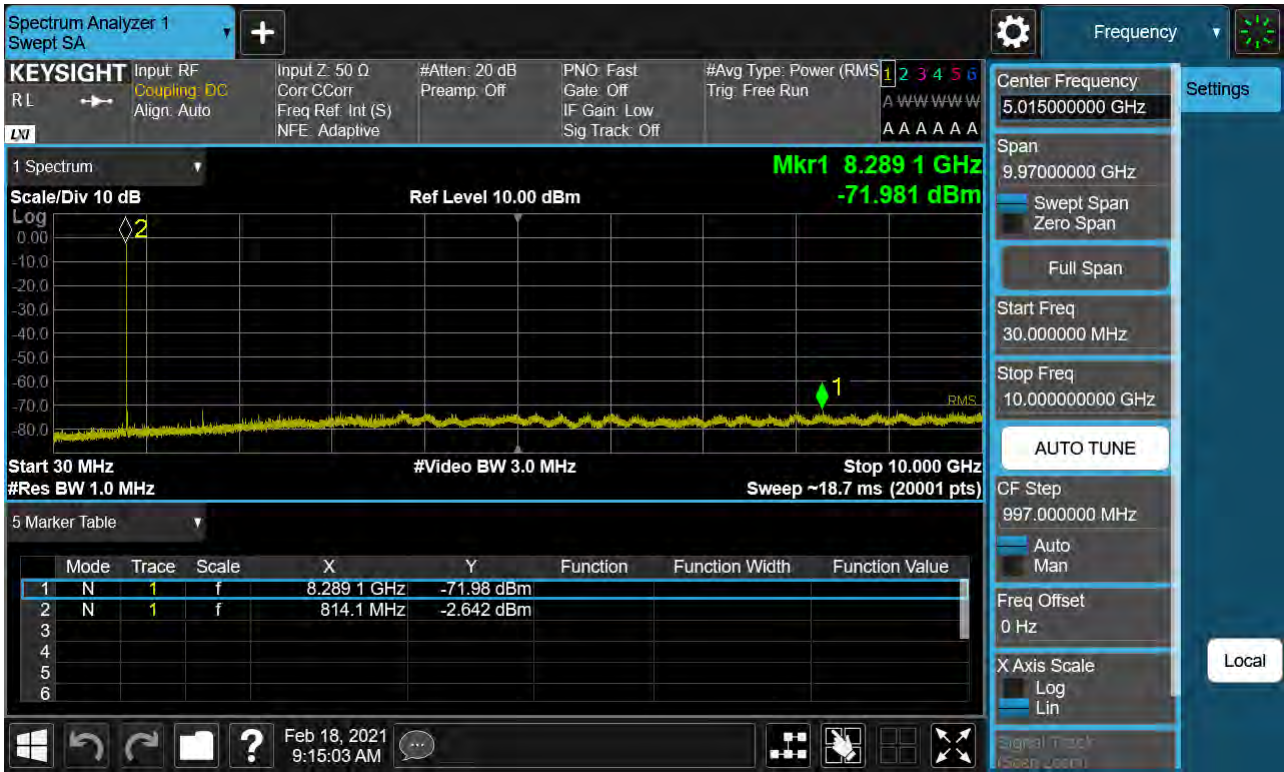 Spectrum Analyzer 1
Swept SA
Frequency
KEYSIGHT
RL
LXI
Input: RF
Coupling: DC
Align: Auto
Input Z: 50 Ω
Corr CCorr
Freq Ref: Int (S)
NFE: Adaptive
#Atten: 20 dB
Preamp: Off
PNO: Fast
Gate: Off
IF Gain: Low
Sig Track: Off
#Avg Type: Power (RMS
Trig: Free Run
1 2 3 4 5 6
A W W W W W
A A A A A A
1 Spectrum
Scale/Div 10 dB
Ref Level 10.00 dBm
Mkr1 8.289 1 GHz
-71.981 dBm
Log
0.00
-10.0
-20.0
-30.0
-40.0
-50.0
-60.0
-70.0
-80.0
2
1
RMS
Start 30 MHz
#Video BW 3.0 MHz
Stop 10.000 GHz
#Res BW 1.0 MHz
Sweep ~18.7 ms (20001 pts)
5 Marker Table
Mode Trace Scale X Y Function Function Width Function Value
1 N 1 f 8.289 1 GHz -71.98 dBm
2 N 1 f 814.1 MHz -2.642 dBm
3
4
5
6
Feb 18, 2021
9:15:03 AM
?
Center Frequency
5.015000000 GHz
Settings
Span
9.97000000 GHz
Swept Span
Zero Span
Full Span
Start Freq
30.000000 MHz
Stop Freq
10.000000000 GHz
AUTO TUNE
CF Step
997.000000 MHz
Auto
Man
Freq Offset
0 Hz
X Axis Scale
Log
Lin
Local
Signal Track
(Span Zoom)